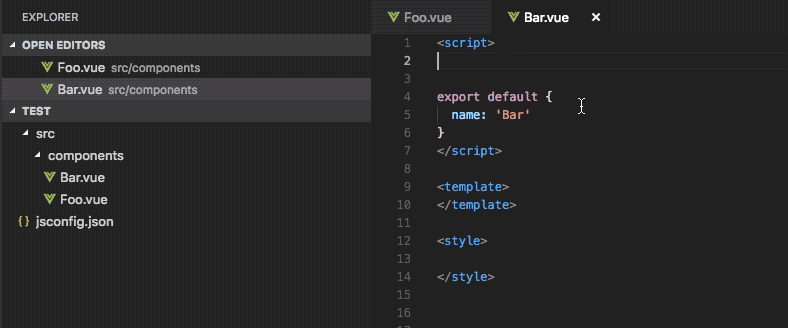 EXPLORER
OPEN EDITORS
Foo.vue src/components
Bar.vue src/components
TEST
src
components
Bar.vue
Foo.vue
{ } jsconfig.json
Foo.vue
Bar.vue ×
1 <script>
2
3
4 export default {
5 name: 'Bar'
6 }
7 </script>
8
9 <template>
10 </template>
11
12 <style>
13
14 </style>
15
16